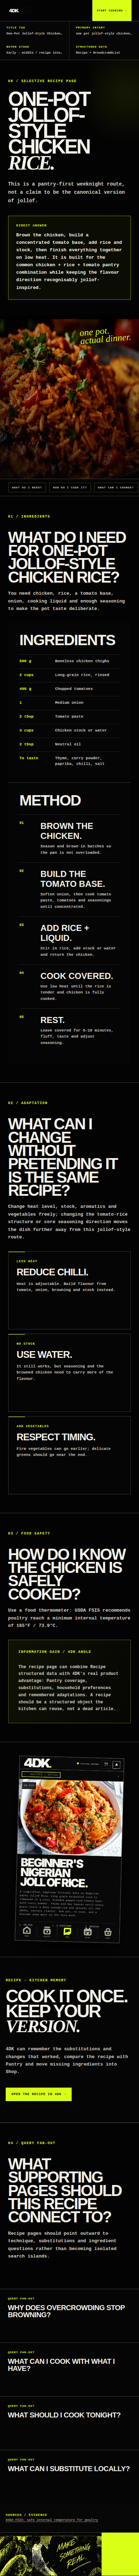 4DK.
START COOKING
TITLE TAG
One-Pot Jollof-Style Chicken…
PRIMARY INTENT
one pot jollof-style chicken…
BUYER STAGE
Early → middle / recipe inte…
STRUCTURED DATA
Recipe + BreadcrumbList
08 / SELECTIVE RECIPE PAGE
ONE-POT
JOLLOF-
STYLE
CHICKEN
RICE.
This is a pantry-first weeknight route,
not a claim to be the canonical version
of jollof.
DIRECT ANSWER
Brown the chicken, build a
concentrated tomato base, add rice and
stock, then finish everything together
on low heat. It is built for the
common chicken + rice + tomato pantry
combination while keeping the flavour
direction recognisably jollof-
inspired.
one pot.
actual dinner.
WHAT DO I NEED?
HOW DO I COOK IT?
WHAT CAN I CHANGE?
01 / INGREDIENTS
WHAT DO I NEED
FOR ONE-POT
JOLLOF-STYLE
CHICKEN RICE?
You need chicken, rice, a tomato base,
onion, cooking liquid and enough seasoning
to make the pot taste deliberate.
INGREDIENTS
500 g Boneless chicken thighs
2 cups Long-grain rice, rinsed
400 g Chopped tomatoes
1 Medium onion
2 tbsp Tomato paste
3 cups Chicken stock or water
2 tbsp Neutral oil
To taste Thyme, curry powder,
paprika, chilli, salt
METHOD
01
BROWN THE
CHICKEN.
Season and brown in batches so
the pan is not overloaded.
02
BUILD THE
TOMATO BASE.
Soften onion, then cook tomato
paste, tomatoes and seasonings
until concentrated.
03
ADD RICE +
LIQUID.
Stir in rice, add stock or water
and return the chicken.
04
COOK COVERED.
Use low heat until the rice is
tender and chicken is fully
cooked.
05
REST.
Leave covered for 5–10 minutes,
fluff, taste and adjust
seasoning.
02 / ADAPTATION
WHAT CAN I
CHANGE
WITHOUT
PRETENDING IT
IS THE SAME
RECIPE?
Change heat level, stock, aromatics and
vegetables freely; changing the tomato-rice
structure or core seasoning direction moves
the dish further away from this jollof-style
route.
LESS HEAT
REDUCE CHILLI.
Heat is adjustable. Build flavour from
tomato, onion, browning and stock instead.
NO STOCK
USE WATER.
It still works, but seasoning and the
browned chicken need to carry more of the
flavour.
ADD VEGETABLES
RESPECT TIMING.
Firm vegetables can go earlier; delicate
greens should go near the end.
03 / FOOD SAFETY
HOW DO I KNOW
THE CHICKEN IS
SAFELY
COOKED?
Use a food thermometer: USDA FSIS directs
poultry to reach a minimum internal temperature
of 165°F / 73.9°C.
INFORMATION GAIN / 4DK ANGLE
The recipe page can combine Recipe
structured data with 4DK's real product
advantage: Pantry coverage,
substitutions, household preferences
and remembered adaptations. A recipe
should be a structured object the
kitchen can reuse, not a dead article.
4DK.
BEGINNER'S
NIGERIAN
JOLLOF RICE.
RECIPE → KITCHEN MEMORY
COOK IT ONCE.
KEEP YOUR
VERSION.
4DK can remember the substitutions and
changes that worked, compare the recipe with
Pantry and move missing ingredients into
Shop.
OPEN THE RECIPE IN 4DK
04 / QUERY FAN-OUT
WHAT
SUPPORTING
PAGES SHOULD
THIS RECIPE
CONNECT TO?
Recipe pages should point outward to
technique, substitutions and ingredient
questions rather than becoming isolated
search islands.
QUERY FAN-OUT
WHY DOES OVERCROWDING STOP
BROWNING?
QUERY FAN-OUT
WHAT CAN I COOK WITH WHAT I
HAVE?
QUERY FAN-OUT
WHAT SHOULD I COOK TONIGHT?
QUERY FAN-OUT
WHAT CAN I SUBSTITUTE LOCALLY?
SOURCES / EVIDENCE
USDA FSIS: safe internal temperature for poultry
MAKE
SOMETHING
REAL.